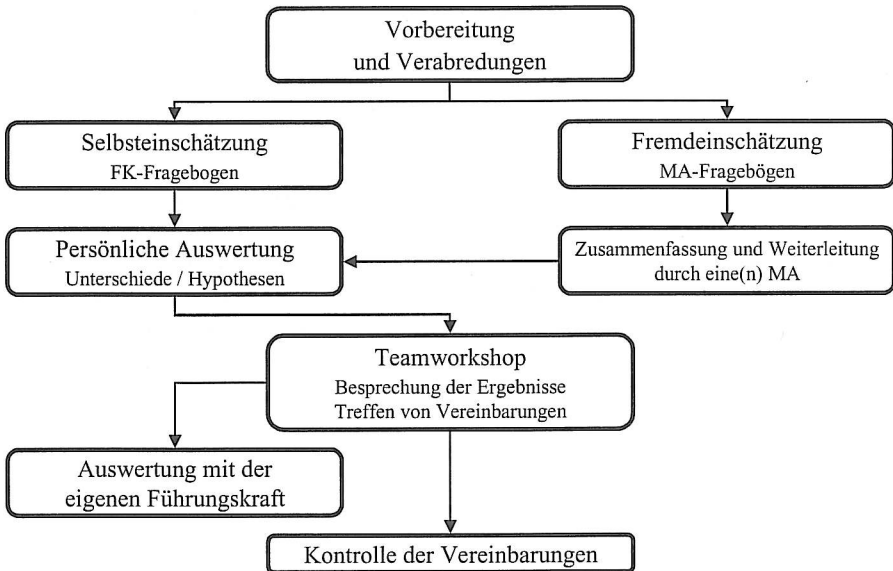 Vorbereitung
und Verabredungen
Selbsteinschätzung
FK-Fragebogen
Fremdeinschätzung
MA-Fragebögen
Persönliche Auswertung
Unterschiede / Hypothesen
Zusammenfassung und Weiterleitung
durch eine(n) MA
Teamworkshop
Besprechung der Ergebnisse
Treffen von Vereinbarungen
Auswertung mit der
eigenen Führungskraft
Kontrolle der Vereinbarungen